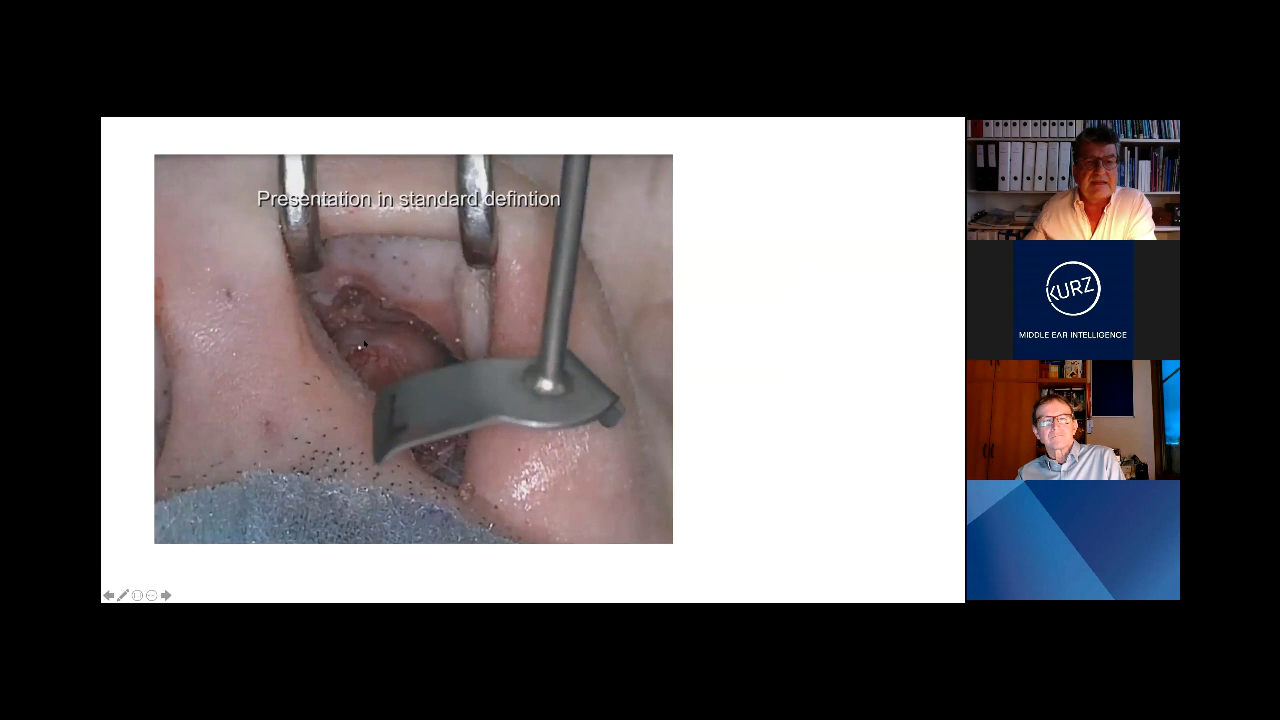 Presentation in standard defintion
KURZ
MIDDLE EAR INTELLIGENCE